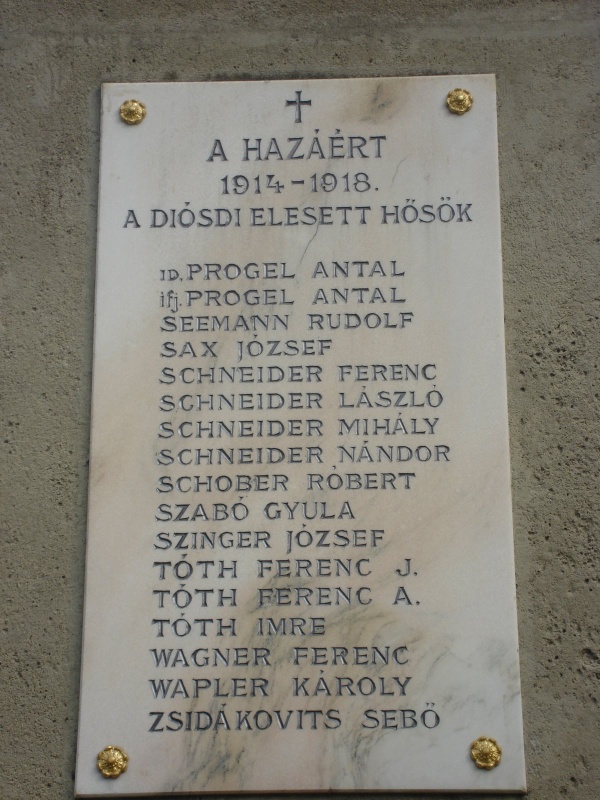 A HAZÁÉRT
1914-1918.
A DIÓSDI ELESETT HŐSÖK
ID. PROGEL ANTAL
ifj. PROGEL ANTAL
SEEMANN RUDOLF
SAX JÓZSEF
SCHNEIDER FERENC
SCHNEIDER LÁSZLÓ
SCHNEIDER MIHÁLY
SCHNEIDER NÁNDOR
SCHOBER RÓBERT
SZABÓ GYULA
SZINGER JÓZSEF
TÓTH FERENC J.
TÓTH FERENC A.
TÓTH IMRE
WAGNER FERENC
WAPLER KÁROLY
ZSIDÁKOVITS SEBŐ